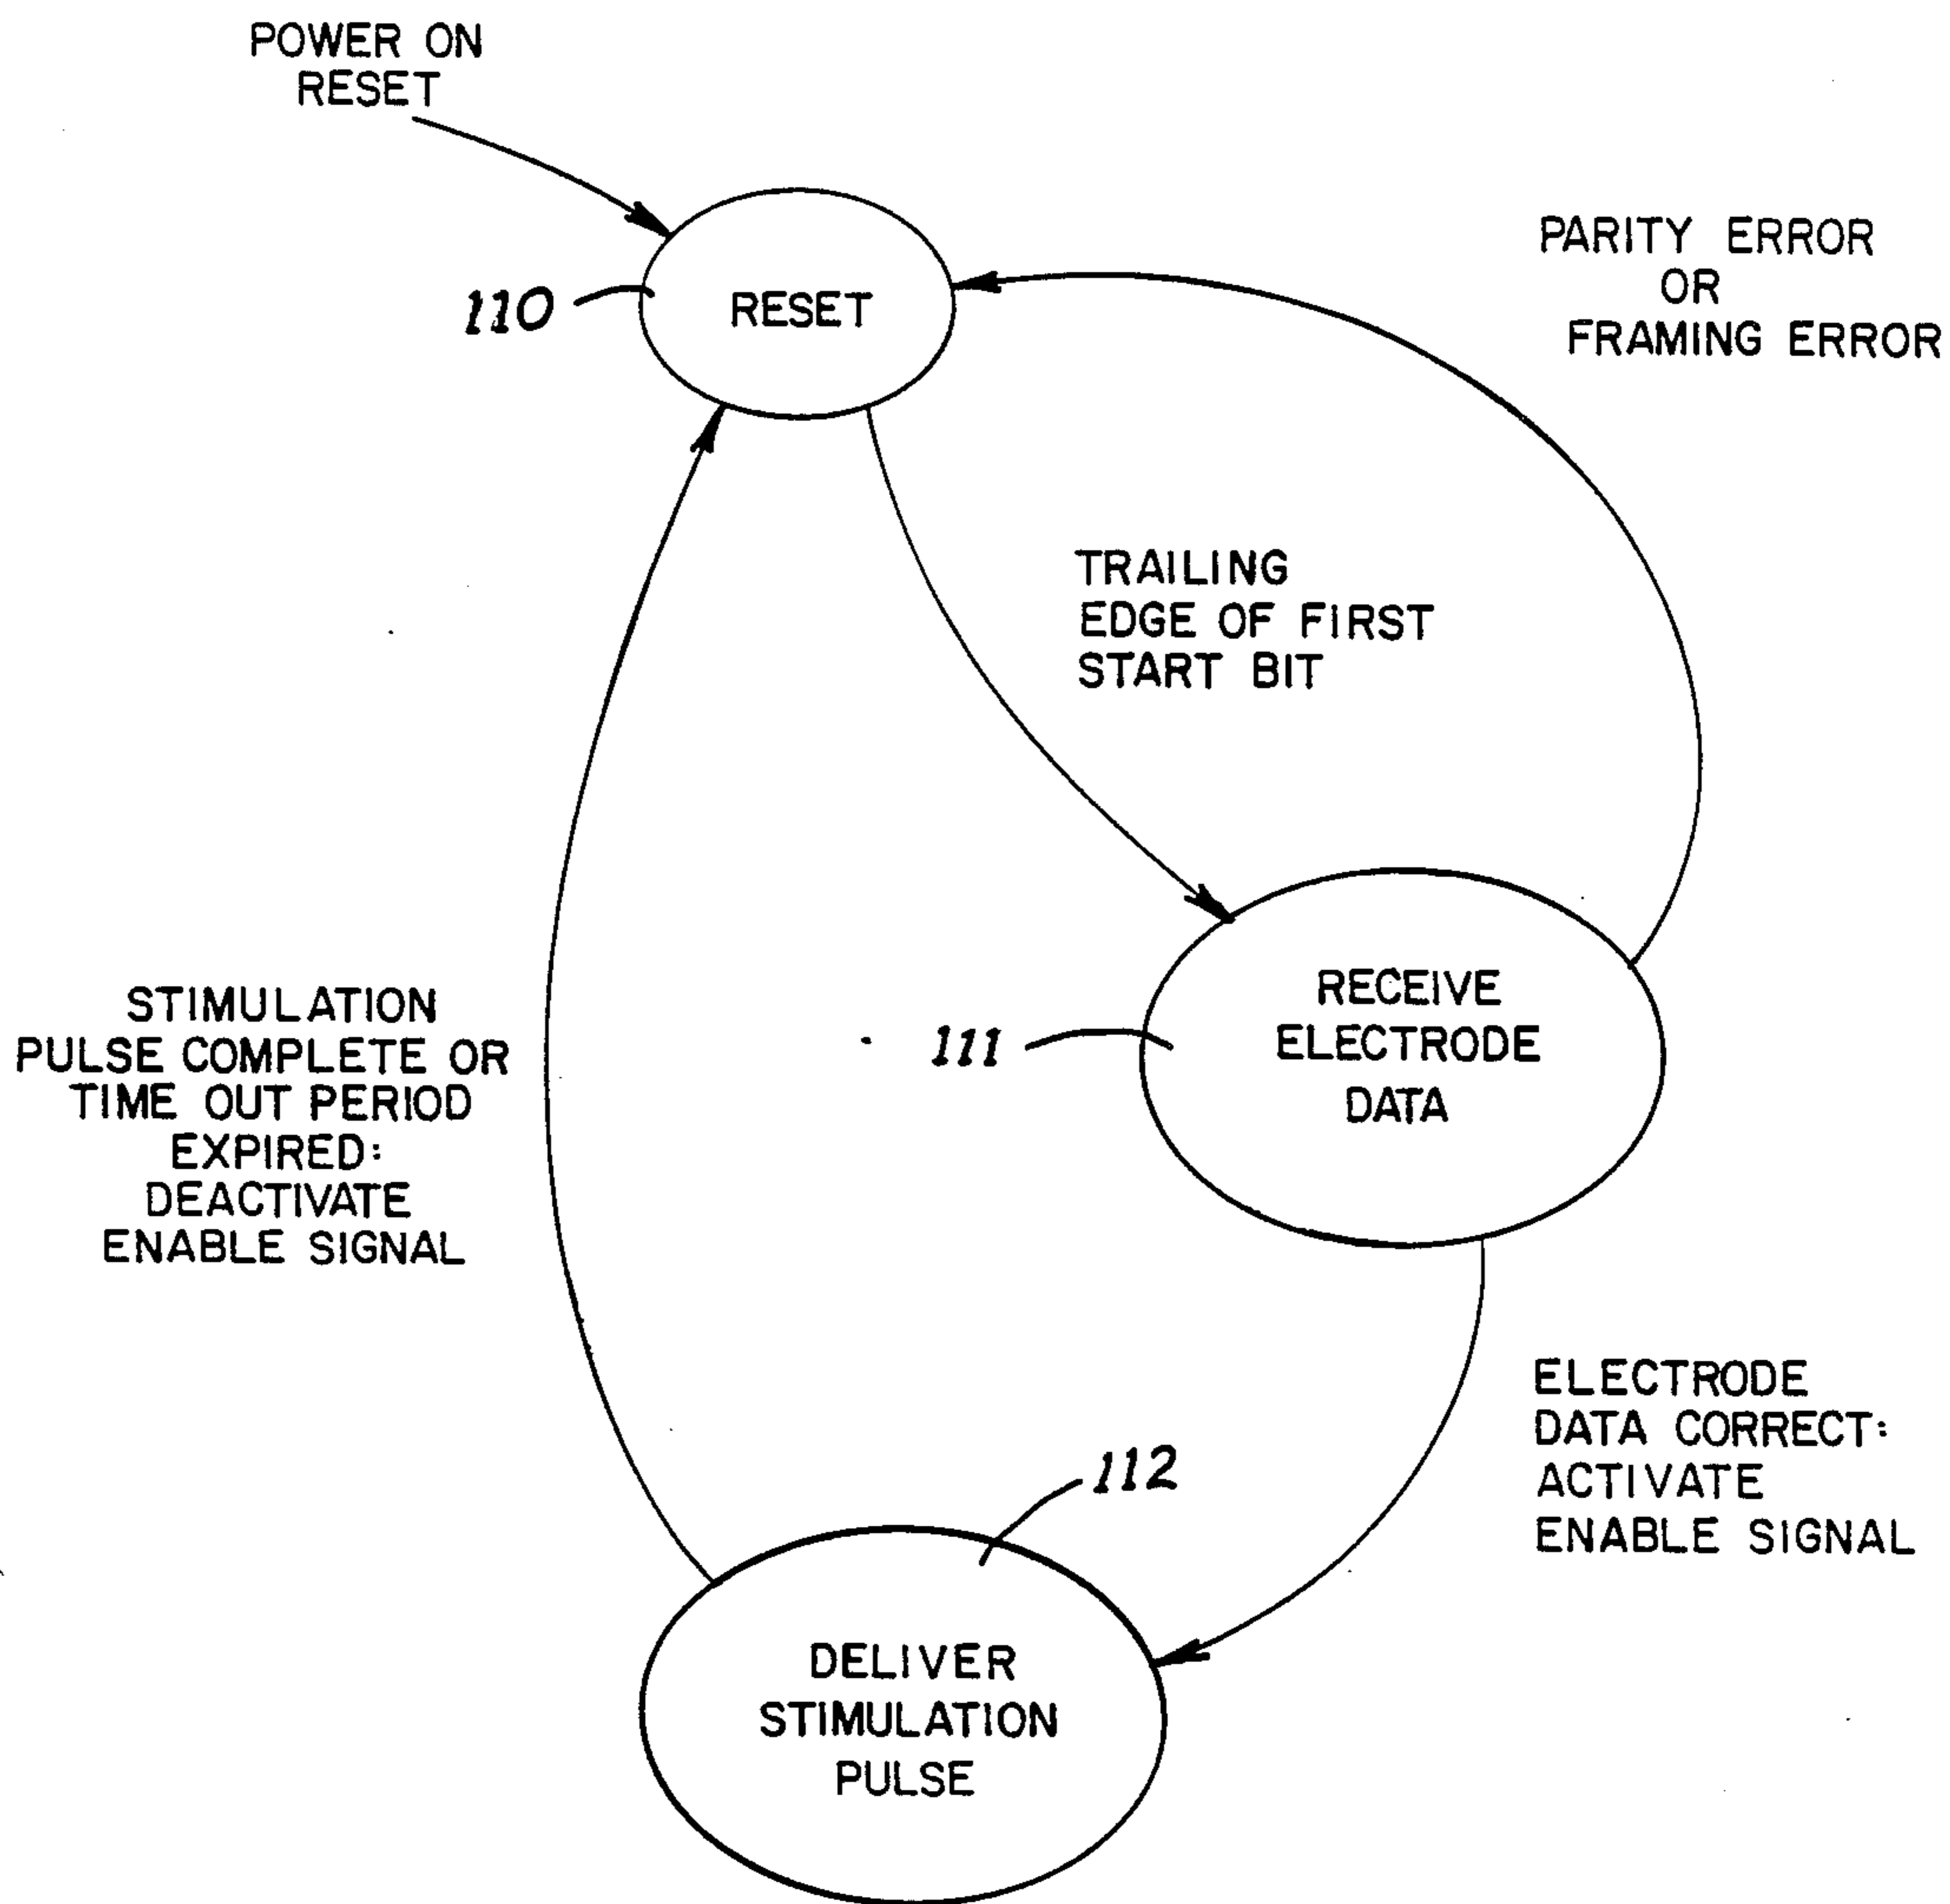 POWER ON
RESET
110
RESET
PARITY ERROR
OR
FRAMING ERROR
TRAILING
EDGE OF FIRST
START BIT
STIMULATION
PULSE COMPLETE OR
TIME OUT PERIOD
EXPIRED:
DEACTIVATE
ENABLE SIGNAL
111
RECEIVE
ELECTRODE
DATA
ELECTRODE
DATA CORRECT:
ACTIVATE
ENABLE SIGNAL
112
DELIVER
STIMULATION
PULSE